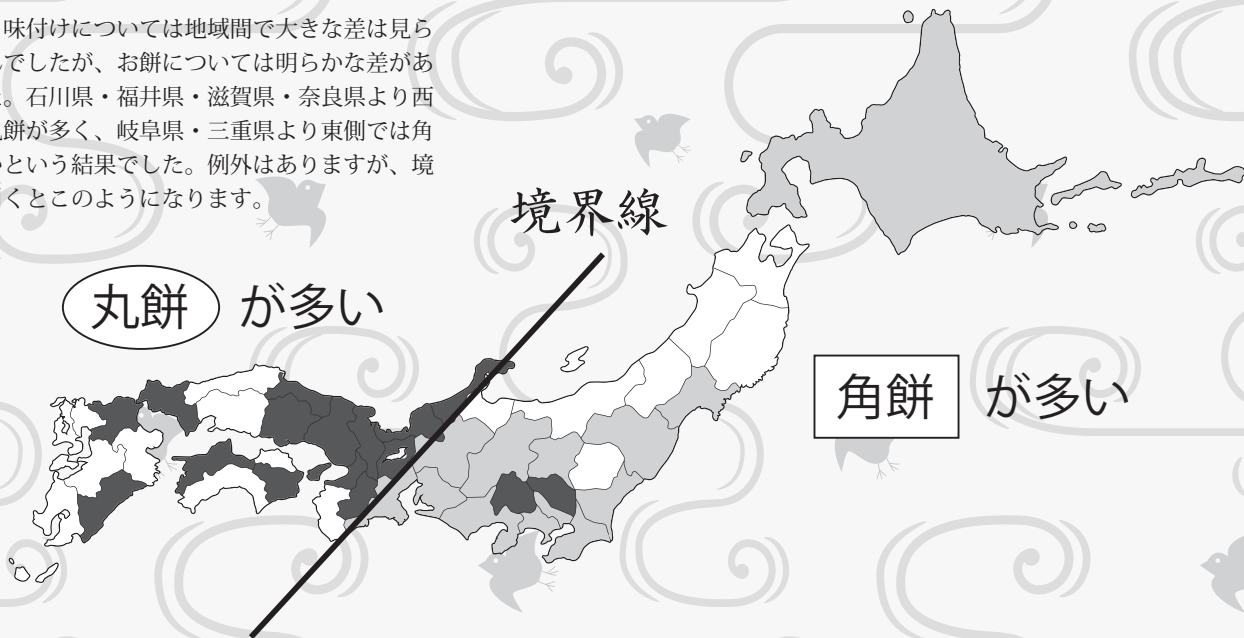 味付けについては地域間で大きな差は見ら
でしたが、お餅については明らかな差があ
。石川県・福井県・滋賀県・奈良県より西
餅が多く、岐阜県・三重県より東側では角
という結果でした。例外はありますが、境
くとこのようになります。
境界線
丸餅 が多い
角餅 が多い